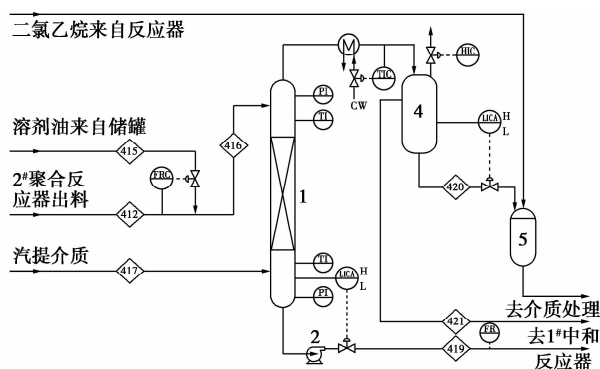 二氯乙烷来自反应器
HIC
M
TIC
CW
PI
TI
4
LICA
H
L
溶剂油来自储罐
415
416
2#聚合反
应器出料
FRC
412
420
1
5
汽提介质
417
TI
LICA
H
L
PI
去介质处理
421
2
FR
去1#中和
反应器
419